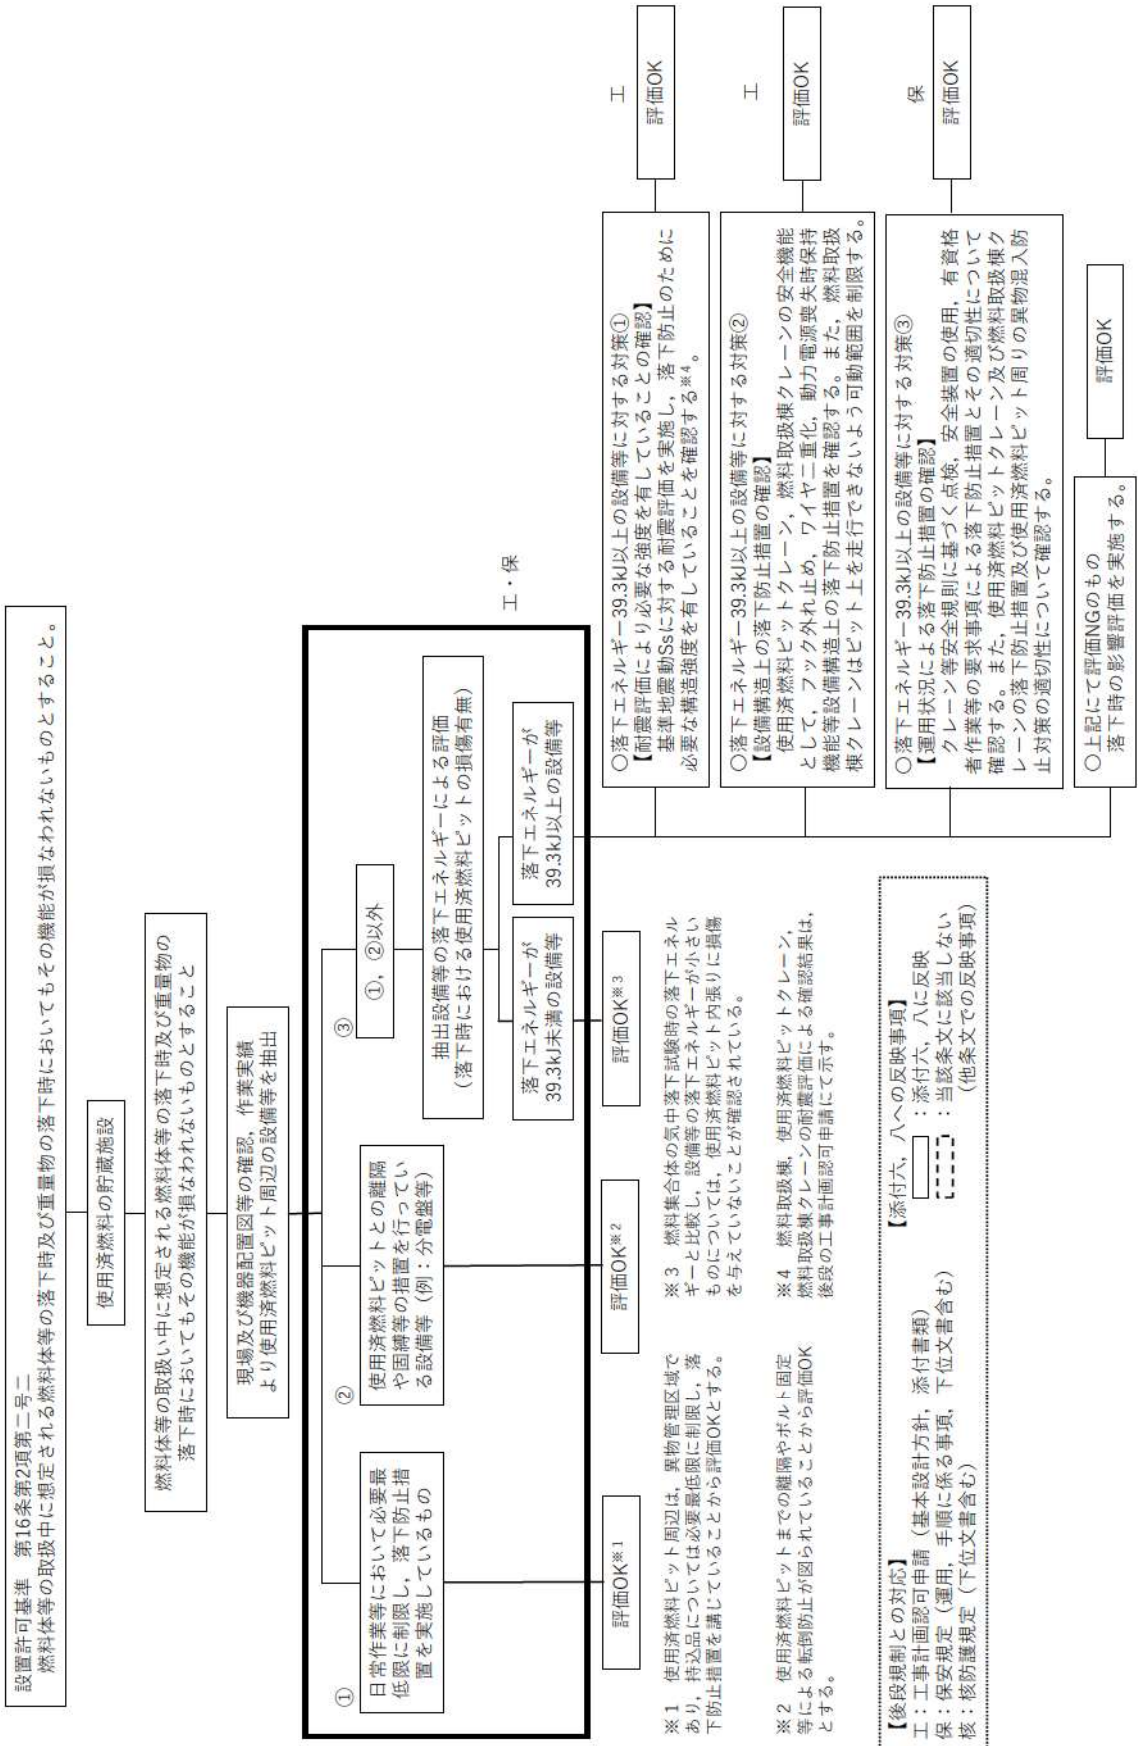 設置許可基準　第16条第2項第二号ニ
燃料体等の取扱中に想定される燃料体等の落下時及び重量物の落下時においてもその機能が損なわれないものとすること。
使用済燃料の貯蔵施設
燃料体等の取扱い中に想定される燃料体等の落下時及び重量物の
落下時においてもその機能が損なわれないものとすること
現場及び機器配置図等の確認，作業実績
より使用済燃料ピット周辺の設備等を抽出
①
日常作業等において必要最
低限に制限し，落下防止措
置を実施しているもの
②
使用済燃料ピットとの離隔
や固縛等の措置を行ってい
る設備等（例：分電盤等）
③
①，②以外
抽出設備等の落下エネルギーによる評価
（落下時における使用済燃料ピットの損傷有無）
落下エネルギーが
39.3kJ未満の設備等
落下エネルギーが
39.3kJ以上の設備等
工・保
評価OK※1
評価OK※2
評価OK※3
〇落下エネルギー39.3kJ以上の設備等に対する対策①
【耐震評価により必要な強度を有していることの確認】
基準地震動Ssに対する耐震評価を実施し，落下防止のために
必要な構造強度を有していることを確認する※4。
工
評価OK
〇落下エネルギー39.3kJ以上の設備等に対する対策②
【設備構造上の落下防止措置の確認】
使用済燃料ピットクレーン，燃料取扱棟クレーンの安全機能
として，フック外れ止め，ワイヤ二重化，動力電源喪失時保持
機能等設備構造上の落下防止措置を確認する。また，燃料取扱
棟クレーンはピット上を走行できないよう可動範囲を制限する。
工
評価OK
〇落下エネルギー39.3kJ以上の設備等に対する対策③
【運用状況による落下防止措置の確認】
クレーン等安全規則に基づく点検，安全装置の使用，有資格
者作業等の要求事項による落下防止措置とその適切性について
確認する。また，使用済燃料ピットクレーン及び燃料取扱棟ク
レーンの落下防止措置及び使用済燃料ピット周りの異物混入防
止対策の適切性について確認する。
保
評価OK
〇上記にて評価NGのもの
落下時の影響評価を実施する。
評価OK
※1　使用済燃料ピット周辺は，異物管理区域で
あり，持込品については必要最低限に制限し，落
下防止措置を講じていることから評価OKとする。
※2　使用済燃料ピットまでの離隔やボルト固定
等による転倒防止が図られていることから評価OK
とする。
※3　燃料集合体の気中落下試験時の落下エネル
ギーと比較し，設備等の落下エネルギーが小さい
ものについては，使用済燃料ピット内張りに損傷
を与えていないことが確認されている。
※4　燃料取扱棟，使用済燃料ピットクレーン，
燃料取扱棟クレーンの耐震評価による確認結果は，
後段の工事計画認可申請にて示す。
【後段規制との対応】
工：工事計画認可申請（基本設計方針，添付書類）
保：保安規定（運用，手順に係る事項，下位文書含む）
核：核防護規定（下位文書含む）
【添付六，八への反映事項】
：添付六，八に反映
：当該条文に該当しない
（他条文での反映事項）